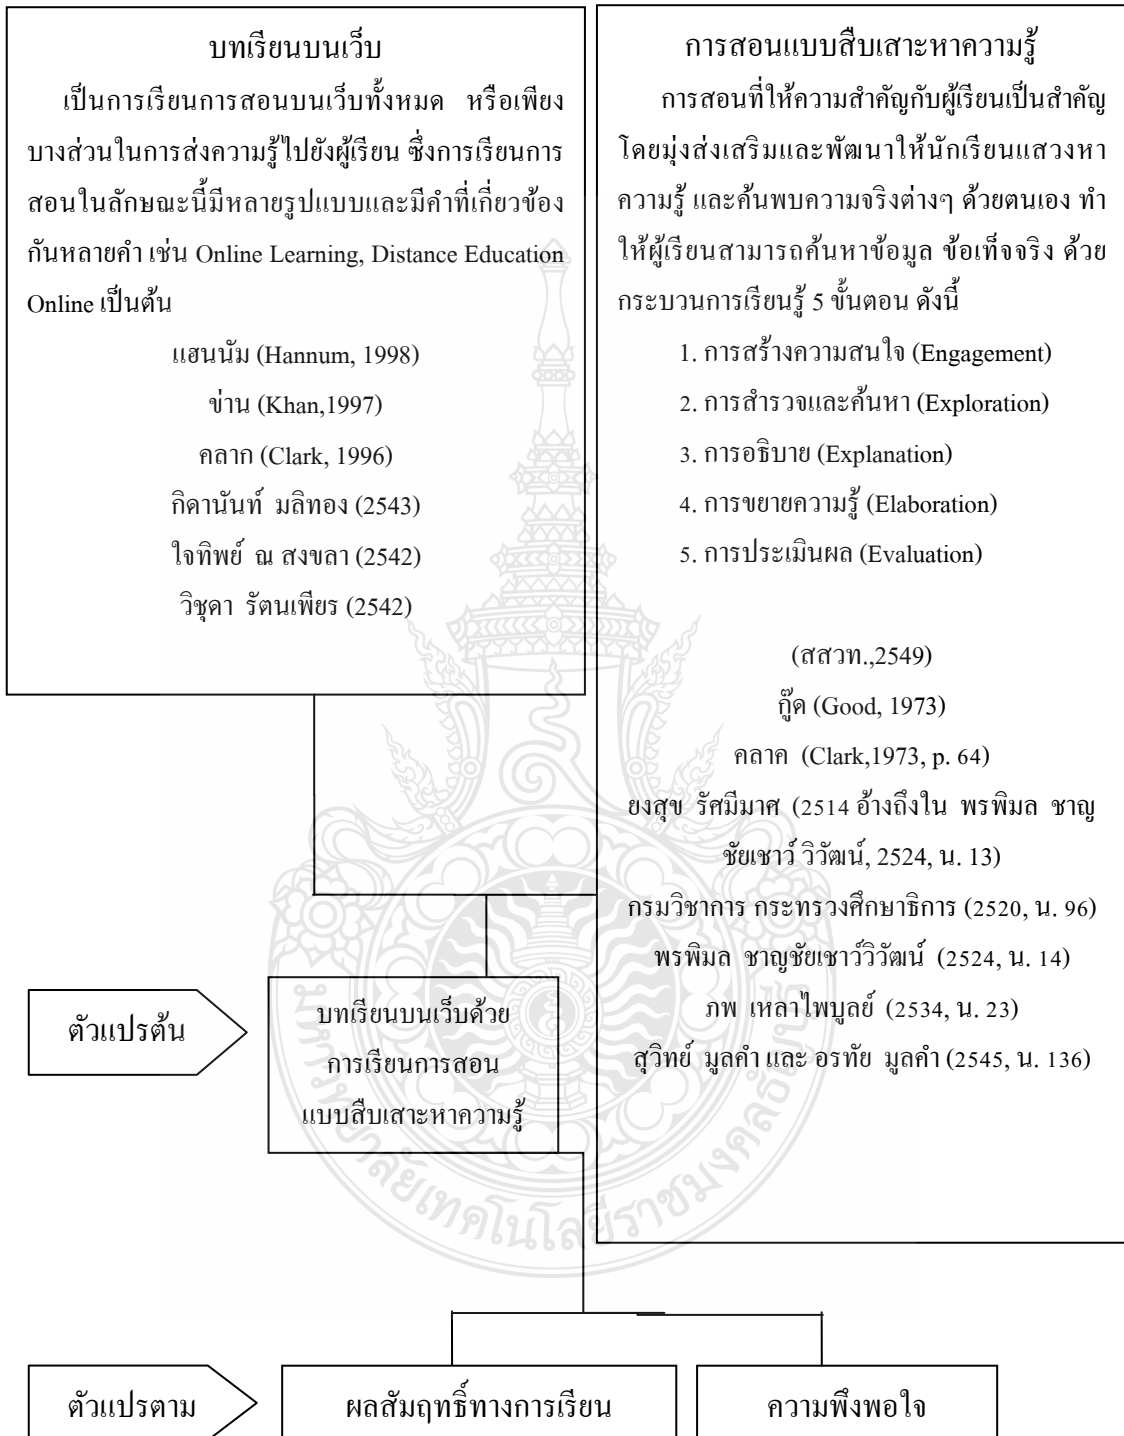 บทเรียนบนเว็บ
เป็นการเรียนการสอนบนเว็บทั้งหมด หรือเพียง
บางส่วนในการส่งความรู้ไปยังผู้เรียน ซึ่งการเรียนการ
สอนในลักษณะนี้มีหลายรูปแบบและมีคำที่เกี่ยวข้อง
กันหลายคำ เช่น Online Learning, Distance Education
Online เป็นต้น
แฮนนัม (Hannum, 1998)
ข่าน (Khan,1997)
คลาก (Clark, 1996)
กิดานันท์ มลิทอง (2543)
ใจทิพย์ ณ สงขลา (2542)
วิชุดา รัตนเพียร (2542)
การสอนแบบสืบเสาะหาความรู้
การสอนที่ให้ความสำคัญกับผู้เรียนเป็นสำคัญ
โดยมุ่งส่งเสริมและพัฒนาให้นักเรียนแสวงหา
ความรู้ และค้นพบความจริงต่างๆ ด้วยตนเอง ทำ
ให้ผู้เรียนสามารถค้นหาข้อมูล ข้อเท็จจริง ด้วย
กระบวนการเรียนรู้ 5 ขั้นตอน ดังนี้
1. การสร้างความสนใจ (Engagement)
2. การสำรวจและค้นหา (Exploration)
3. การอธิบาย (Explanation)
4. การขยายความรู้ (Elaboration)
5. การประเมินผล (Evaluation)
(สสวท.,2549)
กู๊ด (Good, 1973)
คลาค (Clark,1973, p. 64)
ยงสุข รัศมีมาศ (2514 อ้างถึงใน พรพิมล ชาญ
ชัยเชาว์ วิวัฒน์, 2524, น. 13)
กรมวิชาการ กระทรวงศึกษาธิการ (2520, น. 96)
พรพิมล ชาญชัยเชาว์วิวัฒน์ (2524, น. 14)
ภพ เหลาไพบูลย์ (2534, น. 23)
สุวิทย์ มูลคำ และ อรทัย มูลคำ (2545, น. 136)
ตัวแปรต้น
บทเรียนบนเว็บด้วย
การเรียนการสอน
แบบสืบเสาะหาความรู้
มหาวิทยาลัยเทคโนโลยีราชมงคลธัญบุรี
ตัวแปรตาม
ผลสัมฤทธิ์ทางการเรียน
ความพึงพอใจ